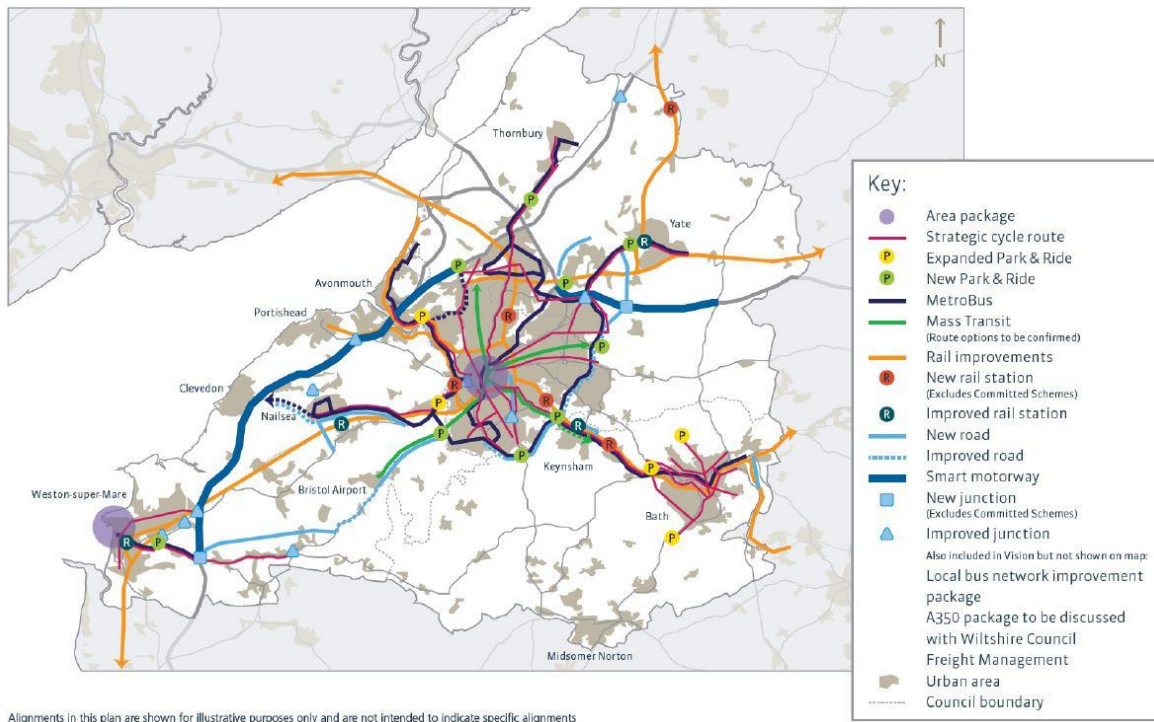 N
Thornbury
R
P
Yate
P
R
Avonmouth
P
P
Portishead
P
R
P
Clevedon
R
P
Nailsea
R
R
P
P
R
R
P
P
P
Keynsham
Weston-super-Mare
Bristol Airport
P
Bath
R
P
P
Midsomer Norton
Key:
Area package
Strategic cycle route
P
Expanded Park & Ride
P
New Park & Ride
MetroBus
Mass Transit
(Route options to be confirmed)
Rail improvements
R
New rail station
(Excludes Committed Schemes)
R
Improved rail station
New road
Improved road
Smart motorway
New junction
(Excludes Committed Schemes)
Improved junction
Also included in Vision but not shown on map:
Local bus network improvement
package
A350 package to be discussed
with Wiltshire Council
Freight Management
Urban area
Council boundary
Alignments in this plan are shown for illustrative purposes only and are not intended to indicate specific alignments